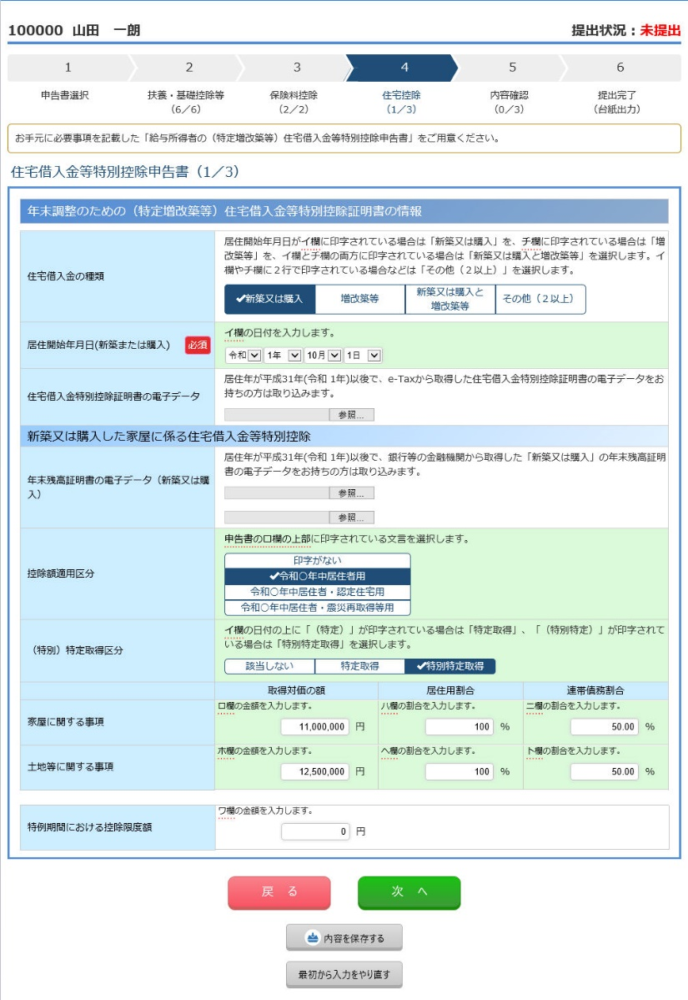 100000 山田　一朗
提出状況：未提出
1
2
3
4
5
6
申告書選択
扶養・基礎控除等
（6／6）
保険料控除
（2／2）
住宅控除
（1／3）
内容確認
（0／3）
提出完了
（台紙出力）
お手元に必要事項を記載した「給与所得者の（特定増改築等）住宅借入金等特別控除申告書」をご用意ください。
住宅借入金等特別控除申告書（1／3）
年末調整のための（特定増改築等）住宅借入金等特別控除証明書の情報
住宅借入金の種類
居住開始年月日がイ欄に印字されている場合は「新築又は購入」を、チ欄に印字されている場合は「増
改築等」を、イ欄とチ欄の両方に印字されている場合は「新築又は購入と増改築等」を選択します。イ
欄やチ欄に２行で印字されている場合などは「その他（２以上）」を選択します。
✔新築又は購入
増改築等
新築又は購入と
増改築等
その他（２以上）
居住開始年月日(新築または購入)
必須
イ欄の日付を入力します。
令和 1年 10月 1日
住宅借入金特別控除証明書の電子データ
居住年が平成31年(令和 1年)以後で、e-Taxから取得した住宅借入金特別控除証明書の電子データをお
持ちの方は取り込みます。
参照...
新築又は購入した家屋に係る住宅借入金等特別控除
年末残高証明書の電子データ（新築又は購
入）
居住年が平成31年(令和 1年)以後で、銀行等の金融機関から取得した「新築又は購入」の年末残高証明
書の電子データをお持ちの方は取り込みます。
参照...
参照...
控除額適用区分
申告書のロ欄の上部に印字されている文言を選択します。
印字がない
✔令和○年中居住者用
令和○年中居住者・認定住宅用
令和○年中居住者・震災再取得等用
（特別）特定取得区分
イ欄の日付の上に「（特定）」が印字されている場合は「特定取得」、「（特別特定）」が印字されて
いる場合は「特別特定取得」を選択します。
該当しない
特定取得
✔特別特定取得
取得対価の額
居住用割合
連帯債務割合
家屋に関する事項
ロ欄の金額を入力します。
11,000,000 円
ハ欄の割合を入力します。
100 %
ニ欄の割合を入力します。
50.00 %
土地等に関する事項
ホ欄の金額を入力します。
12,500,000 円
ヘ欄の割合を入力します。
100 %
ト欄の割合を入力します。
50.00 %
特例期間における控除限度額
ワ欄の金額を入力します。
0 円
戻　る
次　へ
内容を保存する
最初から入力をやり直す